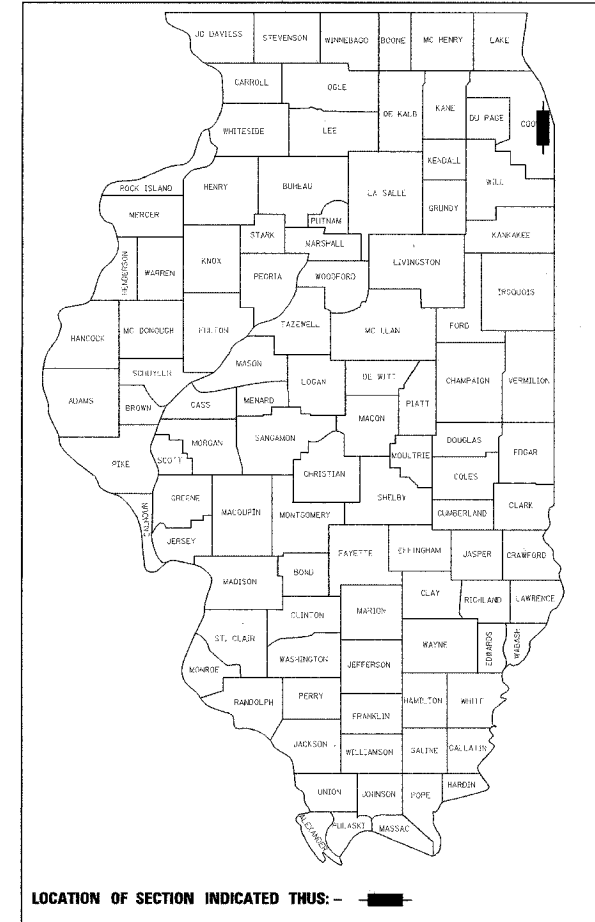 JO DAVIESS STEVENSON WINNEBAGO BOONE MC HENRY LAKE
CARROLL OGLE DE KALB KANE DU PAGE COO
WHITESIDE LEE
KENDALL
WILL
ROCK ISLAND HENRY BUREAU LA SALLE
GRUNDY
MERCER PUTNAM
KANKAKEE
STARK MARSHALL
HENDERSON WARREN KNOX PEORIA WOODFORD LIVINGSTON
IROQUOIS
HANCOCK MC DONOUGH FULTON TAZEWELL MC LEAN FORD
MASON
SCHUYLER LOGAN DE WITT
ADAMS BROWN CASS MENARD PIATT CHAMPAIGN VERMILION
MACON
MORGAN SANGAMON DOUGLAS
PIKE SCOTT MOULTRIE EDGAR
CHRISTIAN COLES
GREENE SHELBY
CALHOUN MACOUPIN MONTGOMERY CUMBERLAND CLARK
JERSEY
FAYETTE EFFINGHAM JASPER CRAWFORD
MADISON BOND
CLAY
CLINTON MARION RICHLAND LAWRENCE
ST. CLAIR
WAYNE EDWARDS WABASH
WASHINGTON JEFFERSON
MONROE
RANDOLPH PERRY HAMILTON WHITE
FRANKLIN
JACKSON WILLIAMSON SALINE GALLATIN
UNION JOHNSON POPE HARDIN
ALEXANDER PULASKI MASSAC
LOCATION OF SECTION INDICATED THUS: -